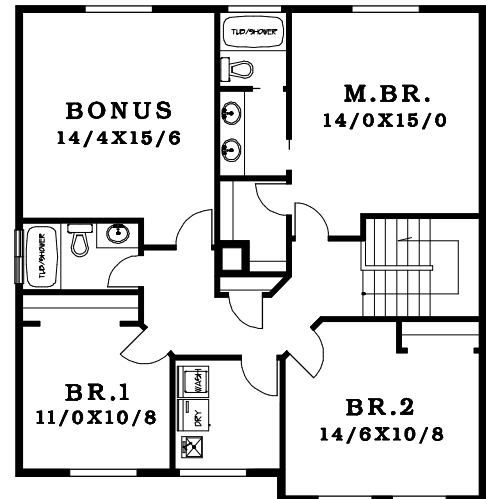 TUB/SHOWER
BONUS
14/4X15/6
M.BR.
14/0X15/0
TUB/SHOWER
BR.1
11/0X10/8
WASH
DRY
BR.2
14/6X10/8